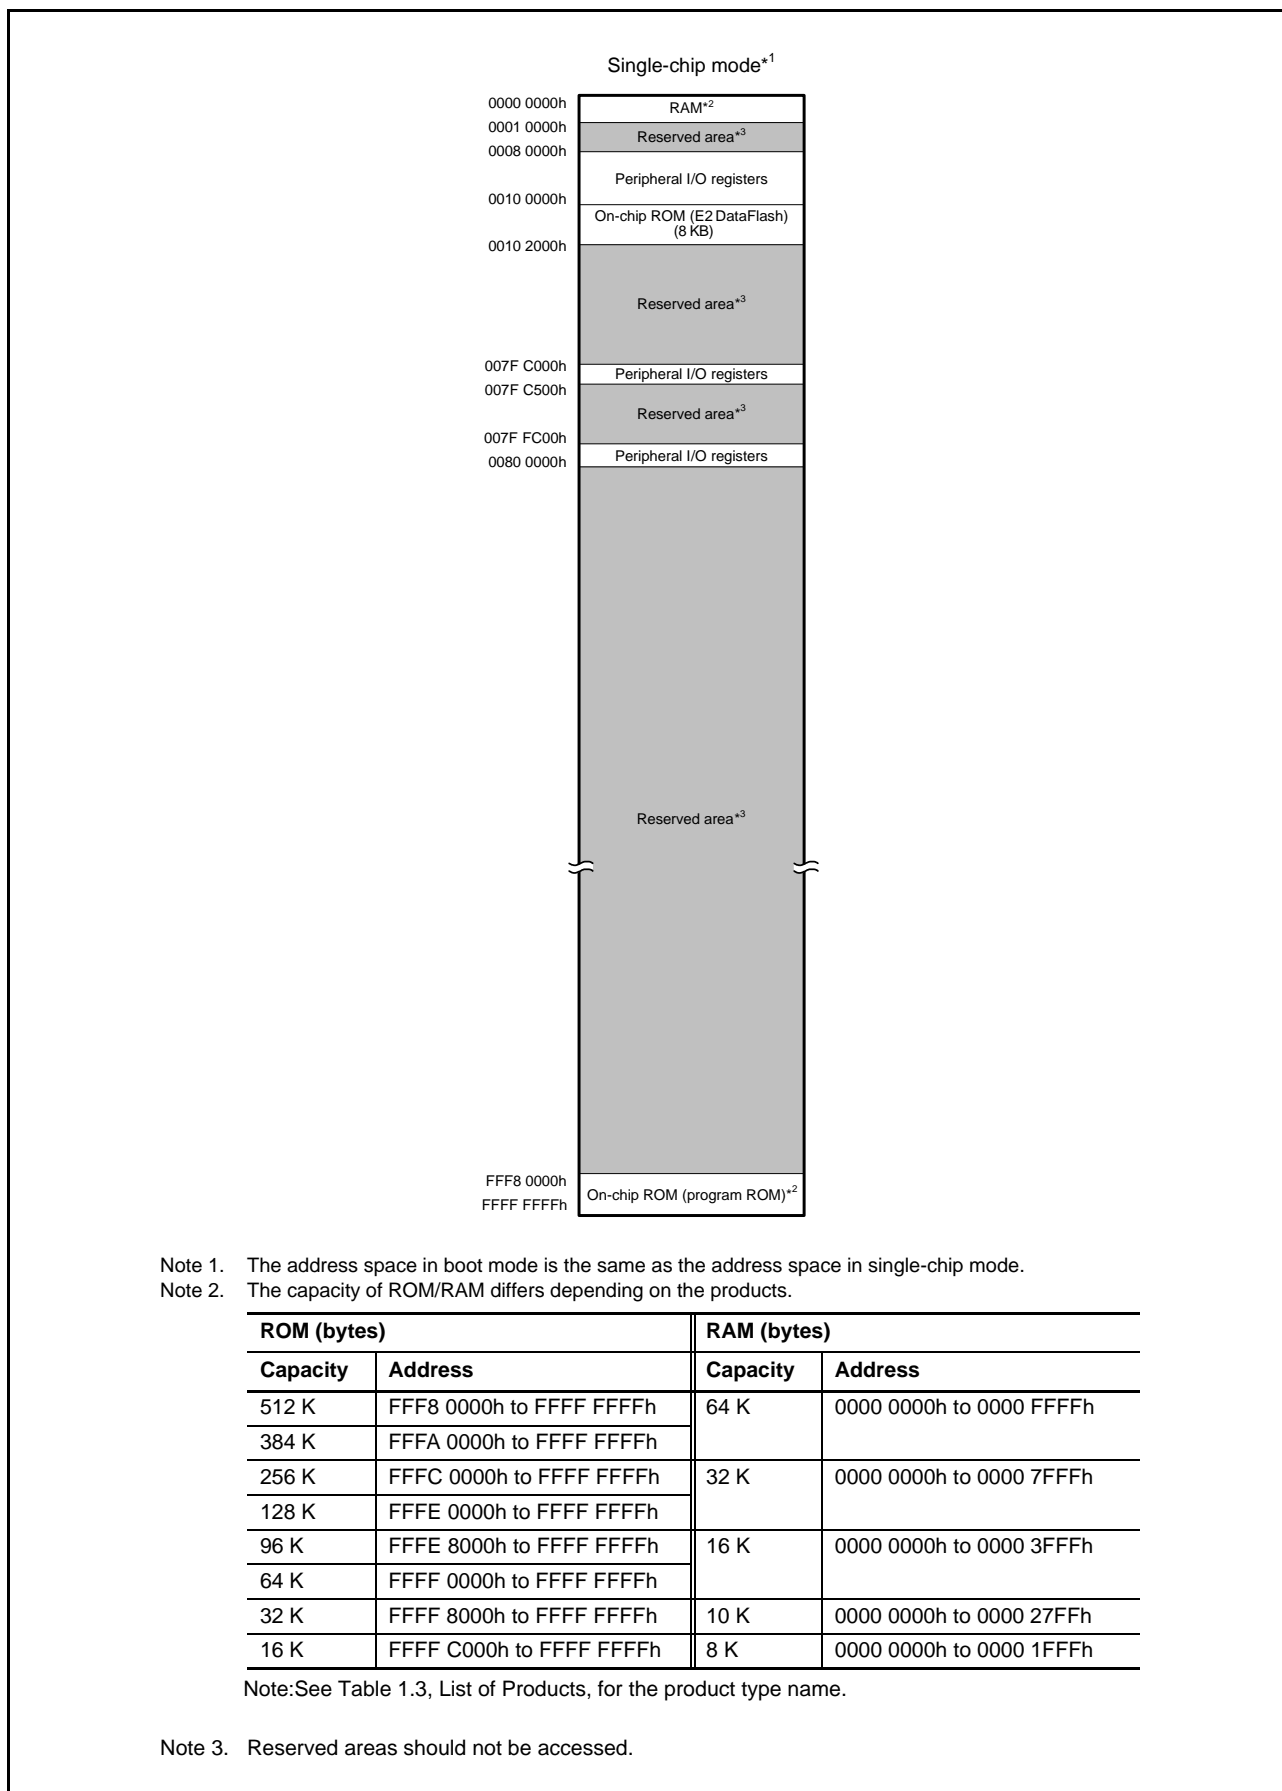 Single-chip mode*1
0000 0000h
RAM*2
0001 0000h
Reserved area*3
0008 0000h
Peripheral I/O registers
0010 0000h
On-chip ROM (E2 DataFlash)
(8 KB)
0010 2000h
Reserved area*3
007F C000h
Peripheral I/O registers
007F C500h
Reserved area*3
007F FC00h
Peripheral I/O registers
0080 0000h
Reserved area*3
FFF8 0000h
On-chip ROM (program ROM)*2
FFFF FFFFh
Note 1. The address space in boot mode is the same as the address space in single-chip mode.
Note 2. The capacity of ROM/RAM differs depending on the products.
ROM (bytes) RAM (bytes)
Capacity Address Capacity Address
512 K FFF8 0000h to FFFF FFFFh 64 K 0000 0000h to 0000 FFFFh
384 K FFFA 0000h to FFFF FFFFh
256 K FFFC 0000h to FFFF FFFFh 32 K 0000 0000h to 0000 7FFFh
128 K FFFE 0000h to FFFF FFFFh
96 K FFFE 8000h to FFFF FFFFh 16 K 0000 0000h to 0000 3FFFh
64 K FFFF 0000h to FFFF FFFFh
32 K FFFF 8000h to FFFF FFFFh 10 K 0000 0000h to 0000 27FFh
16 K FFFF C000h to FFFF FFFFh 8 K 0000 0000h to 0000 1FFFh
Note:See Table 1.3, List of Products, for the product type name.
Note 3. Reserved areas should not be accessed.